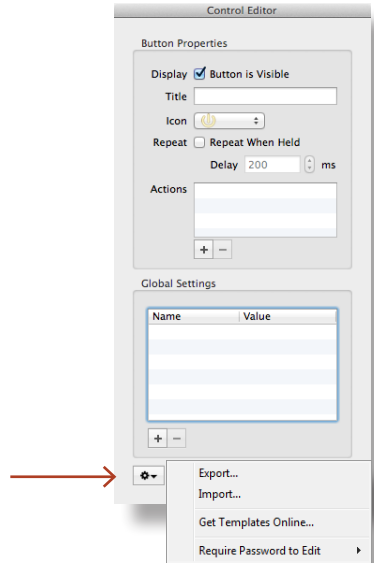 Control Editor
Button Properties
Display Button is Visible
Title
Icon
Repeat Repeat When Held
Delay 200 ms
Actions
+ −
Global Settings
Name Value
+ −
Export...
Import...
Get Templates Online...
Require Password to Edit